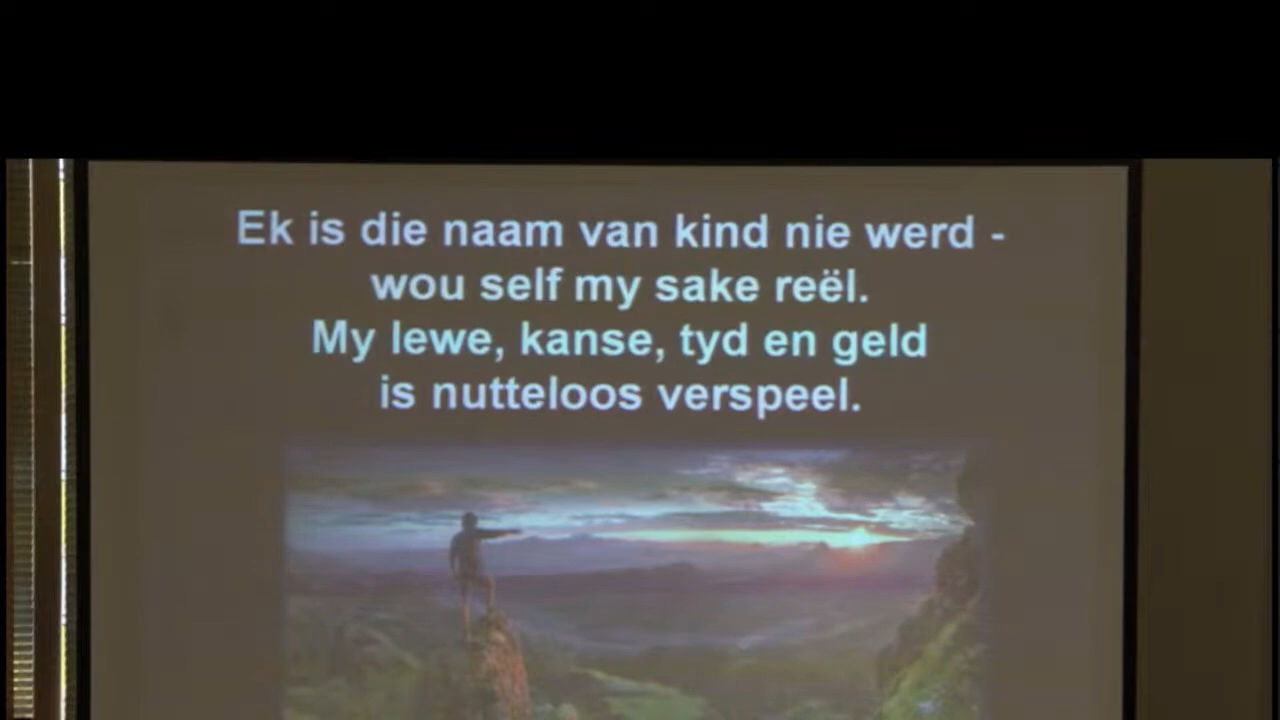 Ek is die naam van kind nie werd -
wou self my sake reël.
My lewe, kanse, tyd en geld
is nutteloos verspeel.